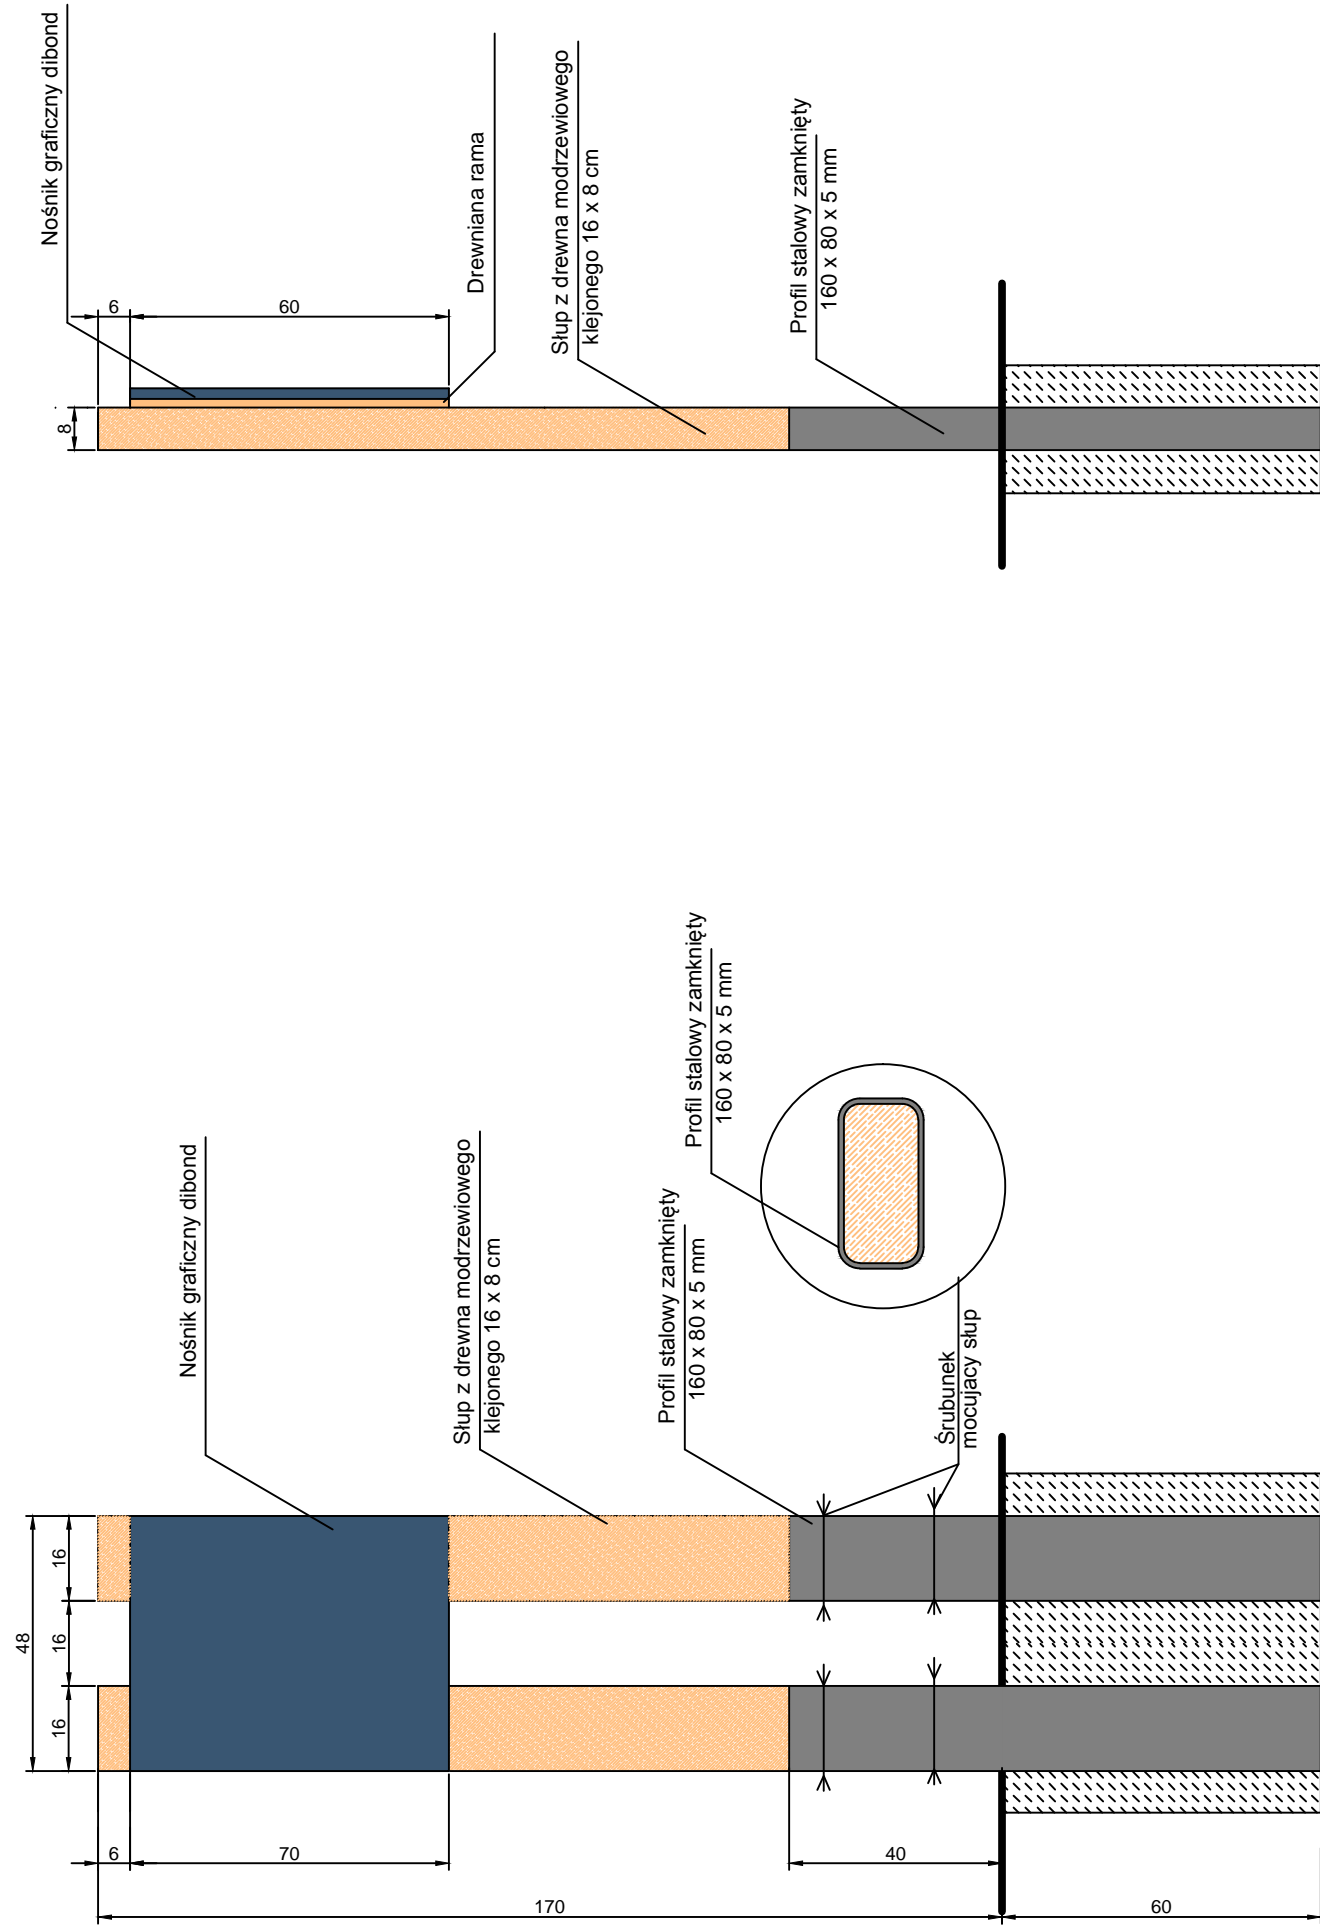 Nośnik graficzny dibond
6
60
8
Drewniana rama
Słup z drewna modrzewiowego
klejonego 16 x 8 cm
Profil stalowy zamknięty
160 x 80 x 5 mm
Nośnik graficzny dibond
Słup z drewna modrzewiowego
klejonego 16 x 8 cm
Profil stalowy zamknięty
160 x 80 x 5 mm
Profil stalowy zamknięty
160 x 80 x 5 mm
Śrubunek
mocujacy słup
48
16
16
16
6
70
40
170
60